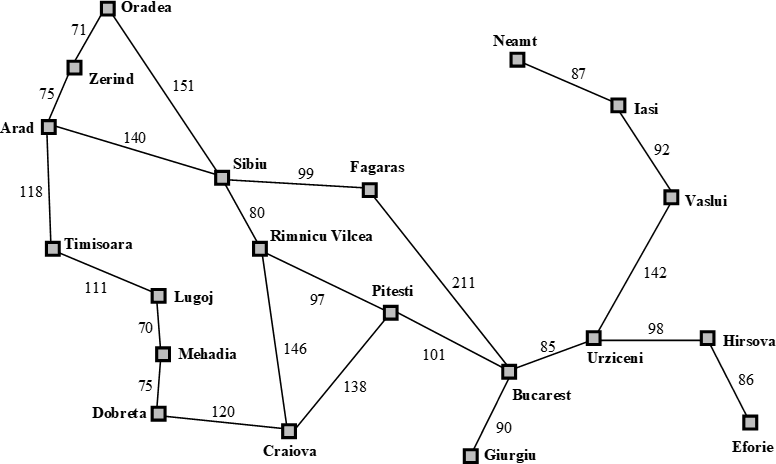 Oradea
71
Neamt
Zerind
87
75
151
Iasi
Arad
140
92
Sibiu
Fagaras
99
118
Vaslui
80
Timisoara
Rimnicu Vilcea
142
111
211
Lugoj
97
Pitesti
70
98
146
85
Hirsova
Mehadia
101
Urziceni
75
138
86
Bucarest
Dobreta
120
90
Craiova
Eforie
Giurgiu